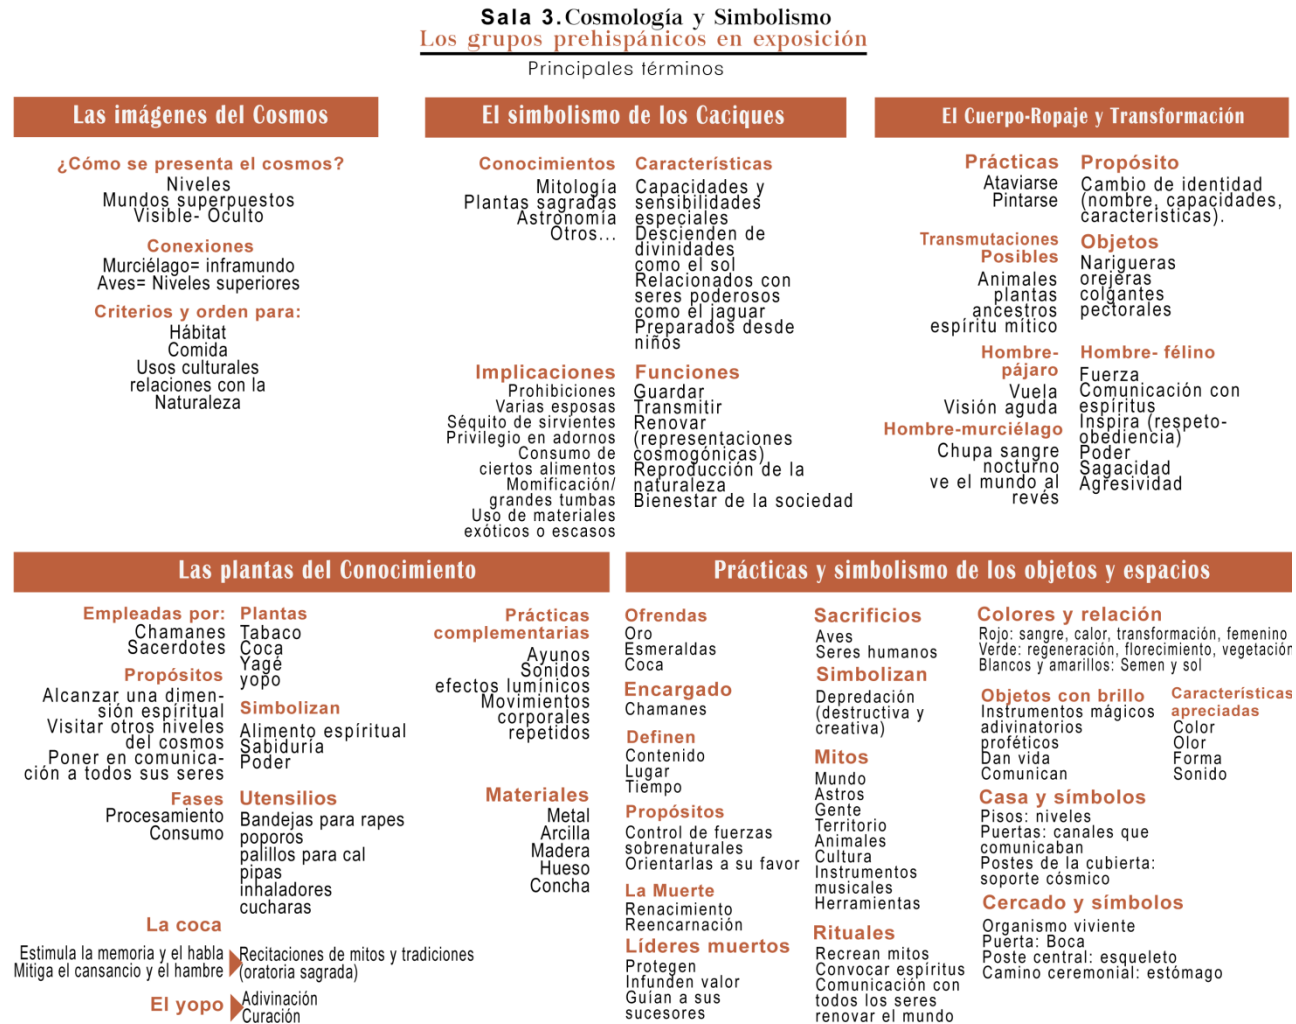 Sala 3. Cosmología y Simbolismo
Los grupos prehispánicos en exposición
Principales términos
Las imágenes del Cosmos
¿Cómo se presenta el cosmos?
Niveles
Mundos superpuestos
Visible- Oculto
Conexiones
Murciélago= inframundo
Aves= Niveles superiores
Criterios y orden para:
Hábitat
Comida
Usos culturales
relaciones con la
Naturaleza
El simbolismo de los Caciques
Conocimientos
Mitología
Plantas sagradas
Astronomía
Otros...
Características
Capacidades y
sensibilidades
especiales
Descienden de
divinidades
como el sol
Relacionados con
seres poderosos
como el jaguar
Preparados desde
niños
Implicaciones
Prohibiciones
Varias esposas
Séquito de sirvientes
Privilegio en adornos
Consumo de
ciertos alimentos
Momificación/
grandes tumbas
Uso de materiales
exóticos o escasos
Funciones
Guardar
Transmitir
Renovar
(representaciones
cosmogónicas)
Reproducción de la
naturaleza
Bienestar de la sociedad
El Cuerpo-Ropaje y Transformación
Prácticas
Ataviarse
Pintarse
Propósito
Cambio de identidad
(nombre, capacidades,
características).
Transmutaciones
Posibles
Animales
plantas
ancestros
espíritu mítico
Objetos
Narigueras
orejeras
colgantes
pectorales
Hombre-
pájaro
Vuela
Visión aguda
Hombre-murciélago
Chupa sangre
nocturno
ve el mundo al
revés
Hombre- félino
Fuerza
Comunicación con
espíritus
Inspira (respeto-
obediencia)
Poder
Sagacidad
Agresividad
Las plantas del Conocimiento
Empleadas por:
Chamanes
Sacerdotes
Propósitos
Alcanzar una dimen-
sión espíritual
Visitar otros niveles
del cosmos
Poner en comunica-
ción a todos sus seres
Fases
Procesamiento
Consumo
Plantas
Tabaco
Coca
Yagé
yopo
Simbolizan
Alimento espíritual
Sabiduría
Poder
Utensilios
Bandejas para rapes
poporos
palillos para cal
pipas
inhaladores
cucharas
Prácticas
complementarias
Ayunos
Sonidos
efectos lumínicos
Movimientos
corporales
repetidos
Materiales
Metal
Arcilla
Madera
Hueso
Concha
La coca
Estimula la memoria y el habla
Mitiga el cansancio y el hambre
Recitaciones de mitos y tradiciones
(oratoria sagrada)
El yopo
Adivinación
Curación
Prácticas y simbolismo de los objetos y espacios
Ofrendas
Oro
Esmeraldas
Coca
Encargado
Chamanes
Definen
Contenido
Lugar
Tiempo
Propósitos
Control de fuerzas
sobrenaturales
Orientarlas a su favor
La Muerte
Renacimiento
Reencarnación
Líderes muertos
Protegen
Infunden valor
Guían a sus
sucesores
Sacrificios
Aves
Seres humanos
Simbolizan
Depredación
(destructiva y
creativa)
Mitos
Mundo
Astros
Gente
Territorio
Animales
Cultura
Instrumentos
musicales
Herramientas
Rituales
Recrean mitos
Convocar espíritus
Comunicación con
todos los seres
renovar el mundo
Colores y relación
Rojo: sangre, calor, transformación, femenino
Verde: regeneración, florecimiento, vegetación
Blancos y amarillos: Semen y sol
Objetos con brillo
Instrumentos mágicos
adivinatorios
proféticos
Dan vida
Comunican
Características
apreciadas
Color
Olor
Forma
Sonido
Casa y símbolos
Pisos: niveles
Puertas: canales que
comunicaban
Postes de la cubierta:
soporte cósmico
Cercado y símbolos
Organismo viviente
Puerta: Boca
Poste central: esqueleto
Camino ceremonial: estómago